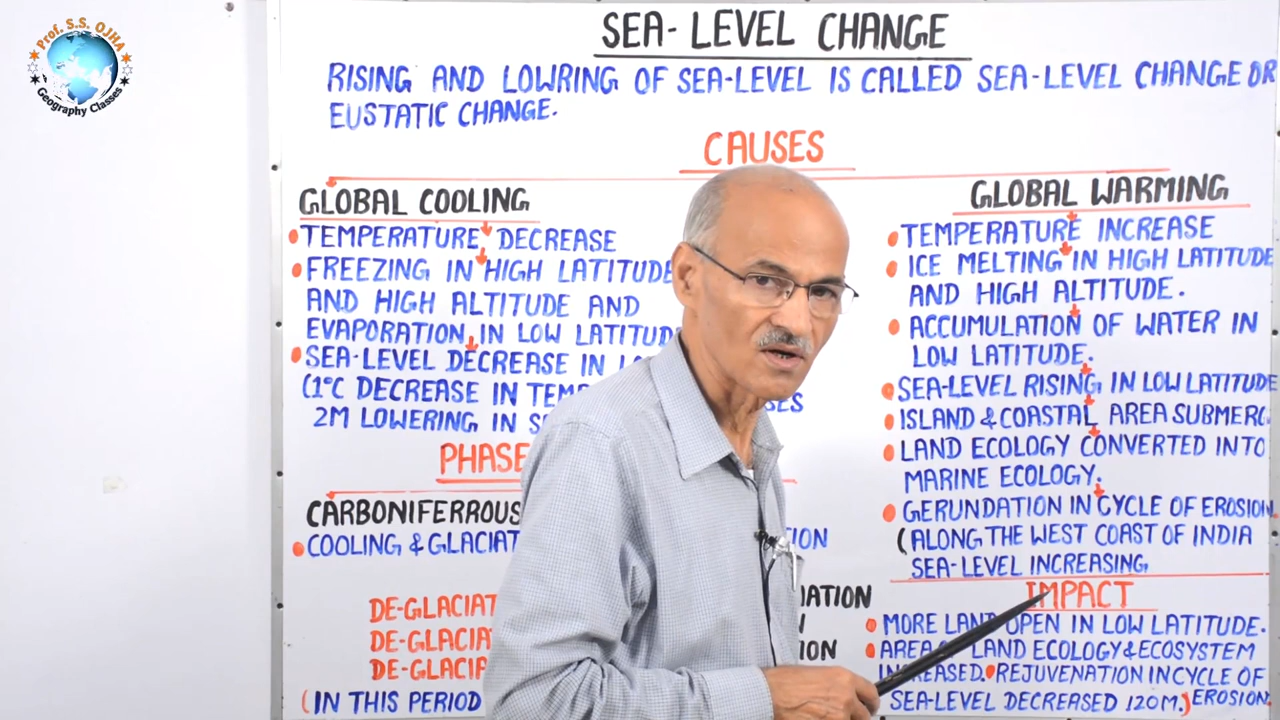 Prof. S.S. OJHA
Geography Classes
SEA-LEVEL CHANGE
RISING AND LOWRING OF SEA-LEVEL IS CALLED SEA-LEVEL CHANGE OR
EUSTATIC CHANGE.
CAUSES
GLOBAL COOLING
TEMPERATURE DECREASE
FREEZING IN HIGH LATITUDE
AND HIGH ALTITUDE AND
EVAPORATION IN LOW
SEA-LEVEL DECREASE IN
(1°C DECREASE IN
2M LOWERING IN
PHASE
CARBONIFERROUS
COOLING &
DE-
DE-
DE-
(IN THIS PERIOD
GLOBAL WARMING
TEMPERATURE INCREASE
ICE MELTING IN HIGH LATITUDE
AND HIGH ALTITUDE.
ACCUMULATION OF WATER IN
LOW LATITUDE.
SEA-LEVEL RISING IN LOW LATITUDE
ISLAND & COASTAL AREA
LAND ECOLOGY CONVERTED INTO
MARINE ECOLOGY.
GERUNDATION IN CYCLE OF EROSION
(ALONG THE WEST COAST OF INDIA
SEA-LEVEL INCREASING
IMPACT
MORE LAND OPEN IN LOW LATITUDE.
AREA OF LAND ECOLOGY & ECOSYSTEM
INCREASED. REJUVENATION IN CYCLE OF
SEA-LEVEL DECREASED 120M.) EROSION